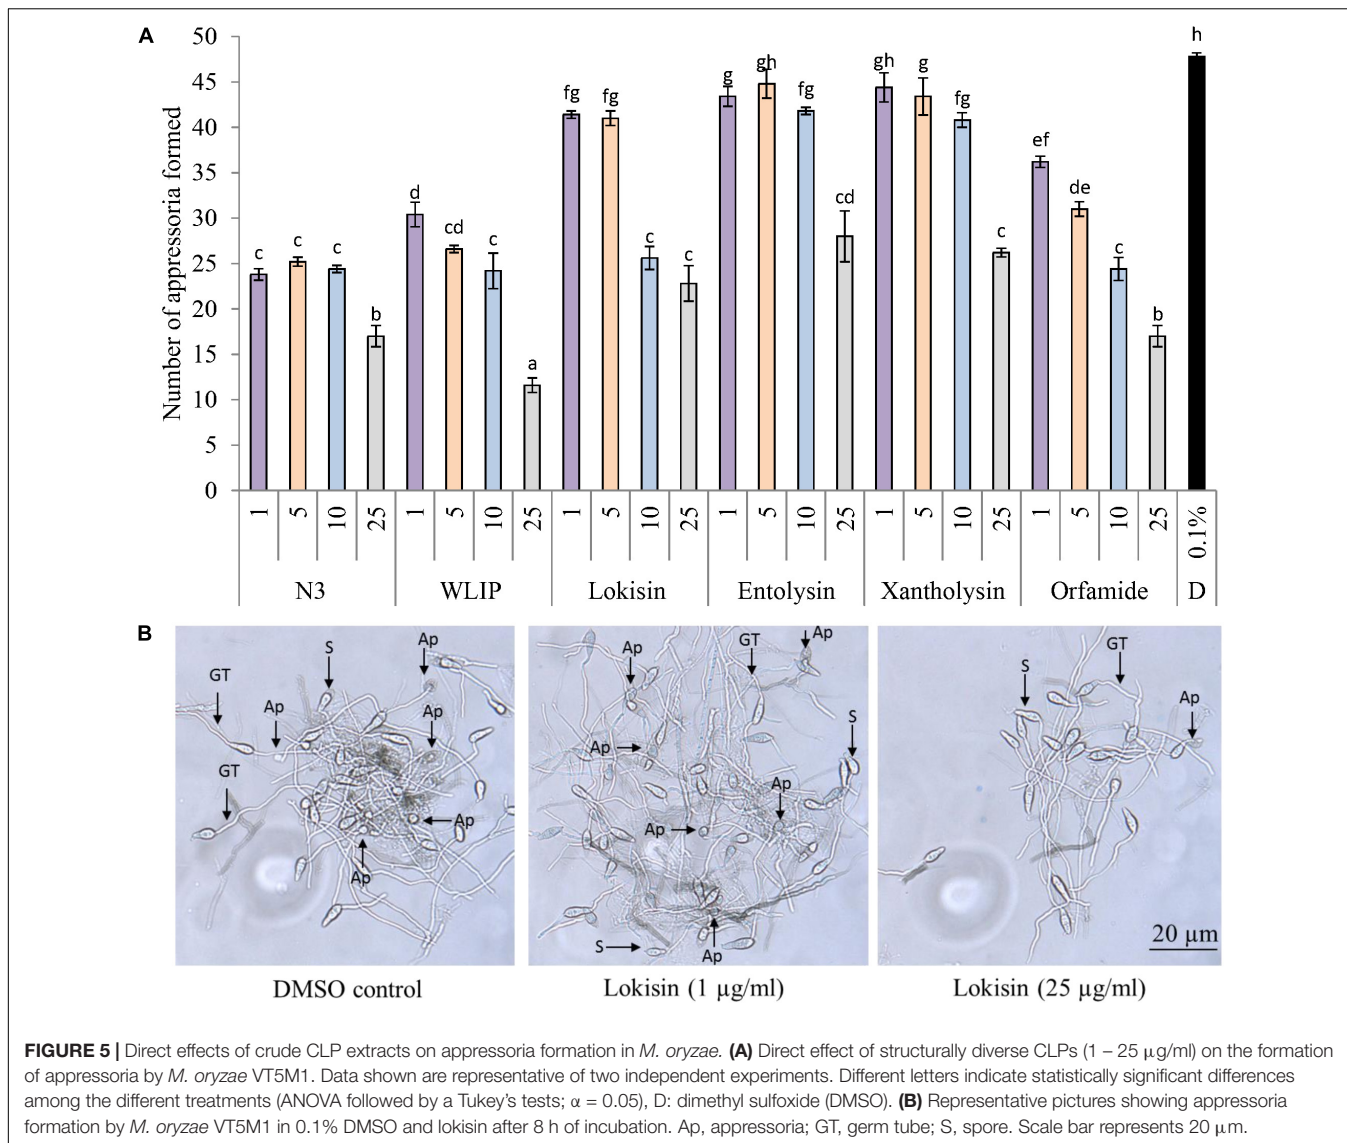 A
50
45
40
35
30
25
20
15
10
5
0
Number of appressoria formed
c c c b
d cd c a
fg fg c c
g gh fg cd
gh g fg c
ef de c b
h
1 5 10 25 1 5 10 25 1 5 10 25 1 5 10 25 1 5 10 25 1 5 10 25 0.1%
N3 WLIP Lokisin Entolysin Xantholysin Orfamide D
B
GT S Ap Ap Ap GT Ap Ap
Ap GT Ap S Ap Ap Ap S Ap
S GT Ap
20 µm
DMSO control Lokisin (1 µg/ml) Lokisin (25 µg/ml)
FIGURE 5 | Direct effects of crude CLP extracts on appressoria formation in M. oryzae. (A) Direct effect of structurally diverse CLPs (1 – 25 µg/ml) on the formation
of appressoria by M. oryzae VT5M1. Data shown are representative of two independent experiments. Different letters indicate statistically significant differences
among the different treatments (ANOVA followed by a Tukey's tests; α = 0.05), D: dimethyl sulfoxide (DMSO). (B) Representative pictures showing appressoria
formation by M. oryzae VT5M1 in 0.1% DMSO and lokisin after 8 h of incubation. Ap, appressoria; GT, germ tube; S, spore. Scale bar represents 20 µm.